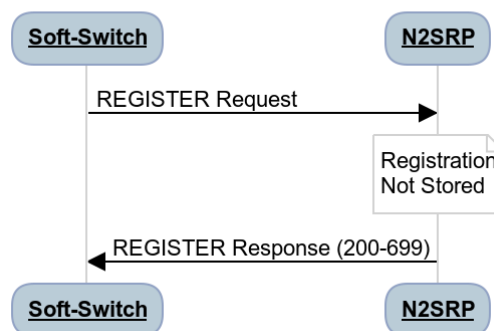 Soft-Switch
N2SRP
REGISTER Request
Registration
Not Stored
REGISTER Response (200-699)
Soft-Switch
N2SRP